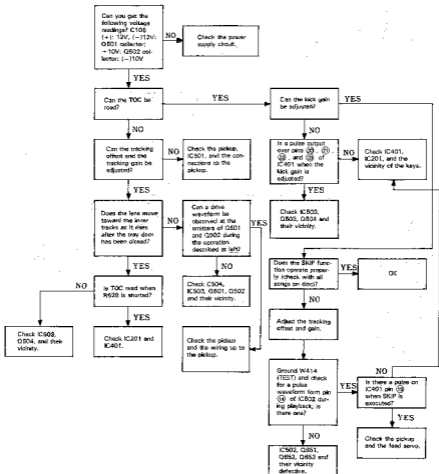 Can you get the
following voltage
readings? C106
(+): 12V, (−)12V;
Q501 collector:
+10V; Q502 col-
lector: (−)10V
NO
Check the power
supply circuit.
YES
Can the TOC be
read?
YES
Can the kick gain
be adjusted?
YES
NO
NO
Can the tracking
offset and the
tracking gain be
adjusted?
NO
Check the pickup,
IC501, and the con-
nections to the
pickup.
Is a pulse output
over pins
and of
IC401 when the
kick gain is
adjusted?
NO
Check IC401,
IC201, and the
vicinity of the keys.
YES
YES
Check IC503,
Q503, Q504 and
their vicinity.
Does the lens move
toward the inner
tracks as it rises
after the tray door
has been closed?
NO
Can a drive
waveform be
observed at the
emitters of Q501
and Q502 during
the operation
described at left?
YES
Does the SKIP func-
tion operate proper-
ly (check with all
songs on disc)?
YES
OK
YES
NO
NO
Is TOC read when
R628 is shorted?
NO
Check C504,
IC503, Q501, Q502
and their vicinity.
Adjust the tracking
offset and gain.
YES
Check IC503,
Q504, and their
vicinity.
Check IC201 and
IC401.
Check the pickup
and the wiring up to
the pickup.
Ground W414
(TEST) and check
for a pulse
waveform from pin
of IC502 dur-
ing playback; is
there one?
YES
NO
Is there a pulse on
IC401 pin
when SKIP is
executed?
NO
YES
IC502, Q651,
Q652, Q653 and
their vicinity
defective.
Check the pickup
and the feed servo.